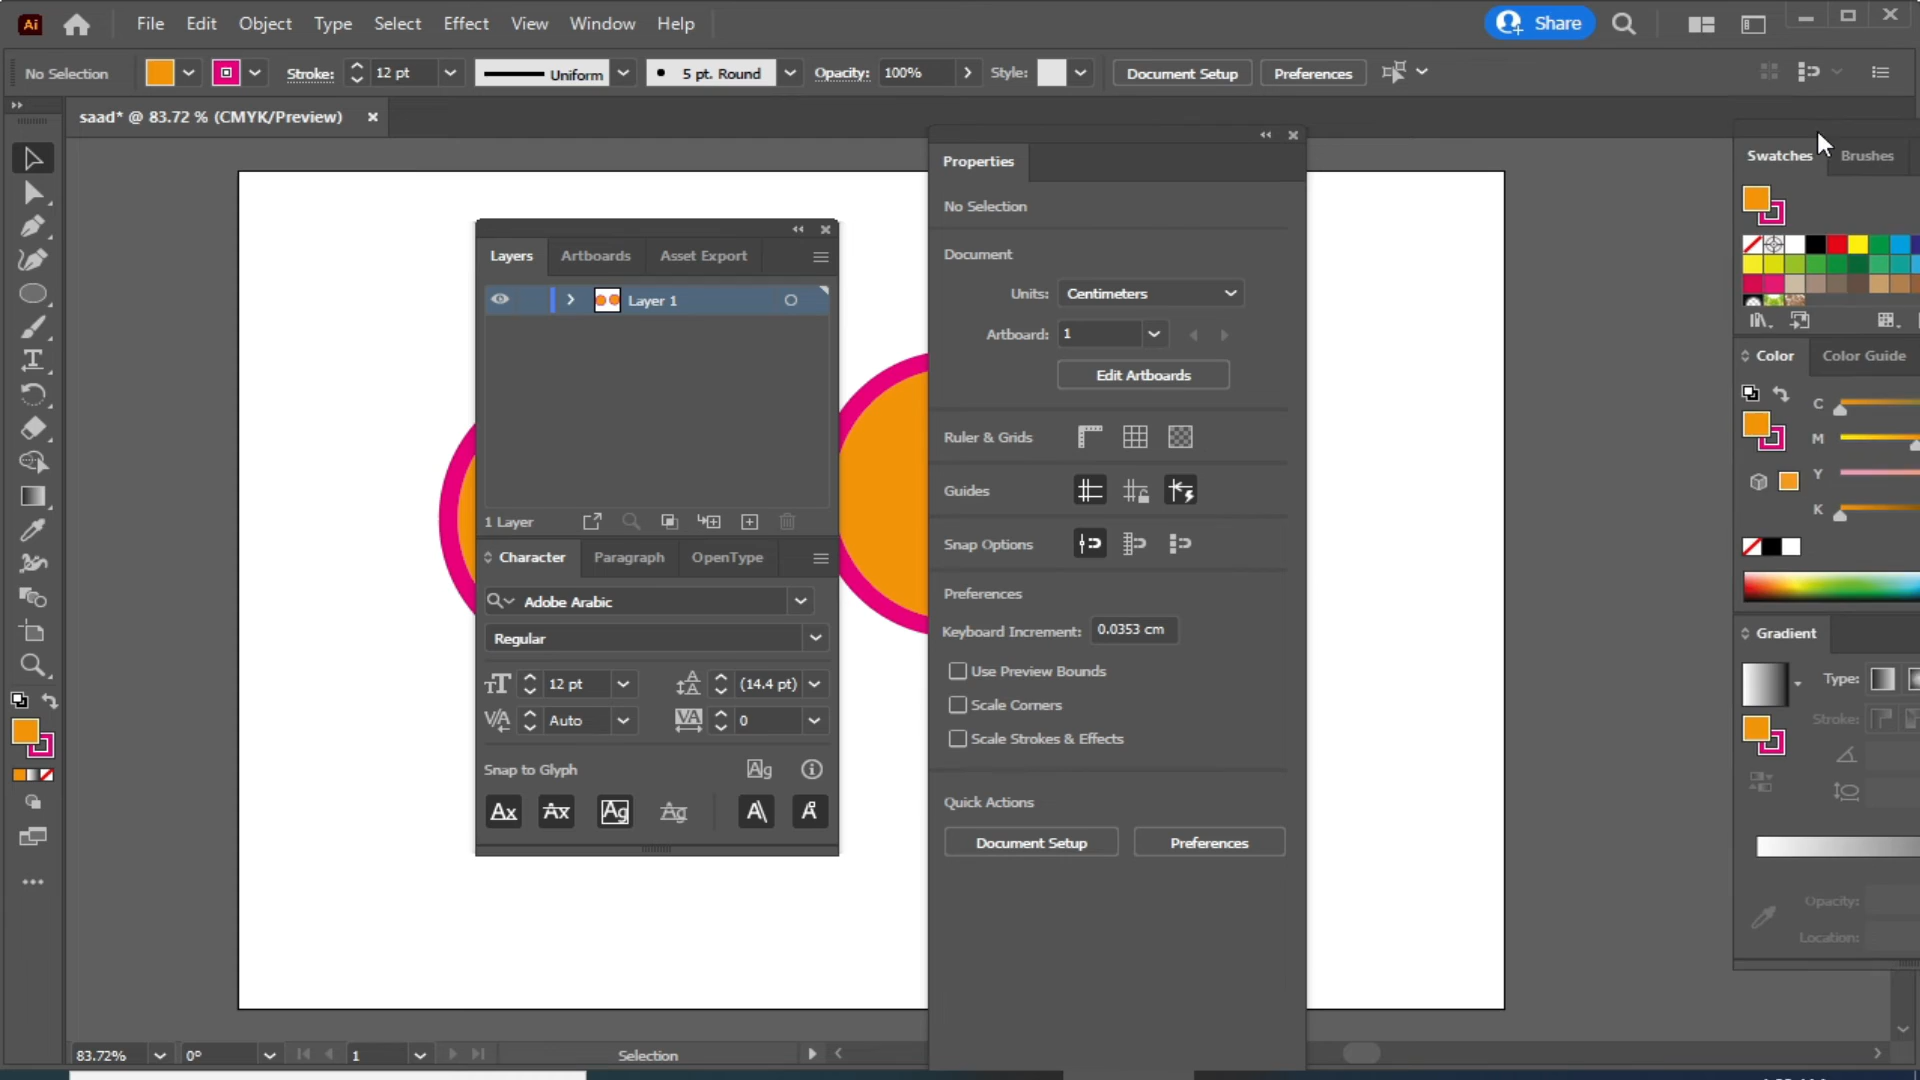 Ai File Edit Object Type Select Effect View Window Help Share
No Selection Stroke: 12 pt Uniform 5 pt. Round Opacity: 100% Style: Document Setup Preferences
saad* @ 83.72 % (CMYK/Preview)
Layers Artboards Asset Export
Layer 1
1 Layer
Character Paragraph OpenType
Adobe Arabic
Regular
12 pt (14.4 pt)
Auto 0
Snap to Glyph
Properties
No Selection
Document
Units: Centimeters
Artboard: 1
Edit Artboards
Ruler & Grids
Guides
Snap Options
Preferences
Keyboard Increment: 0.0353 cm
Use Preview Bounds
Scale Corners
Scale Strokes & Effects
Quick Actions
Document Setup Preferences
Swatches Brushes
Color Color Guide
C
M
Y
K
Gradient
Type:
Stroke:
Opacity:
Location:
83.72% 0° 1 Selection